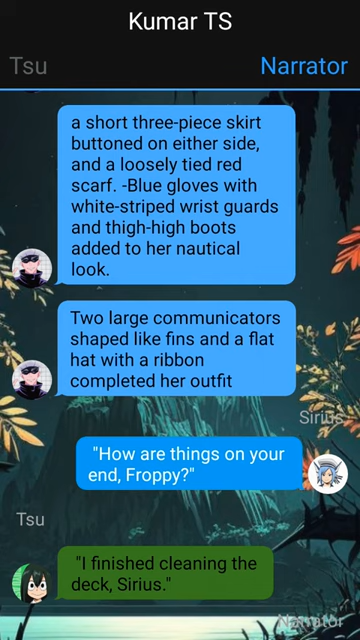 Kumar TS
Tsu
Narrator
a short three-piece skirt
buttoned on either side,
and a loosely tied red
scarf. -Blue gloves with
white-striped wrist guards
and thigh-high boots
added to her nautical
look.
Two large communicators
shaped like fins and a flat
hat with a ribbon
completed her outfit
Sirius
"How are things on your
end, Froppy?"
Tsu
"I finished cleaning the
deck, Sirius."
Narrator